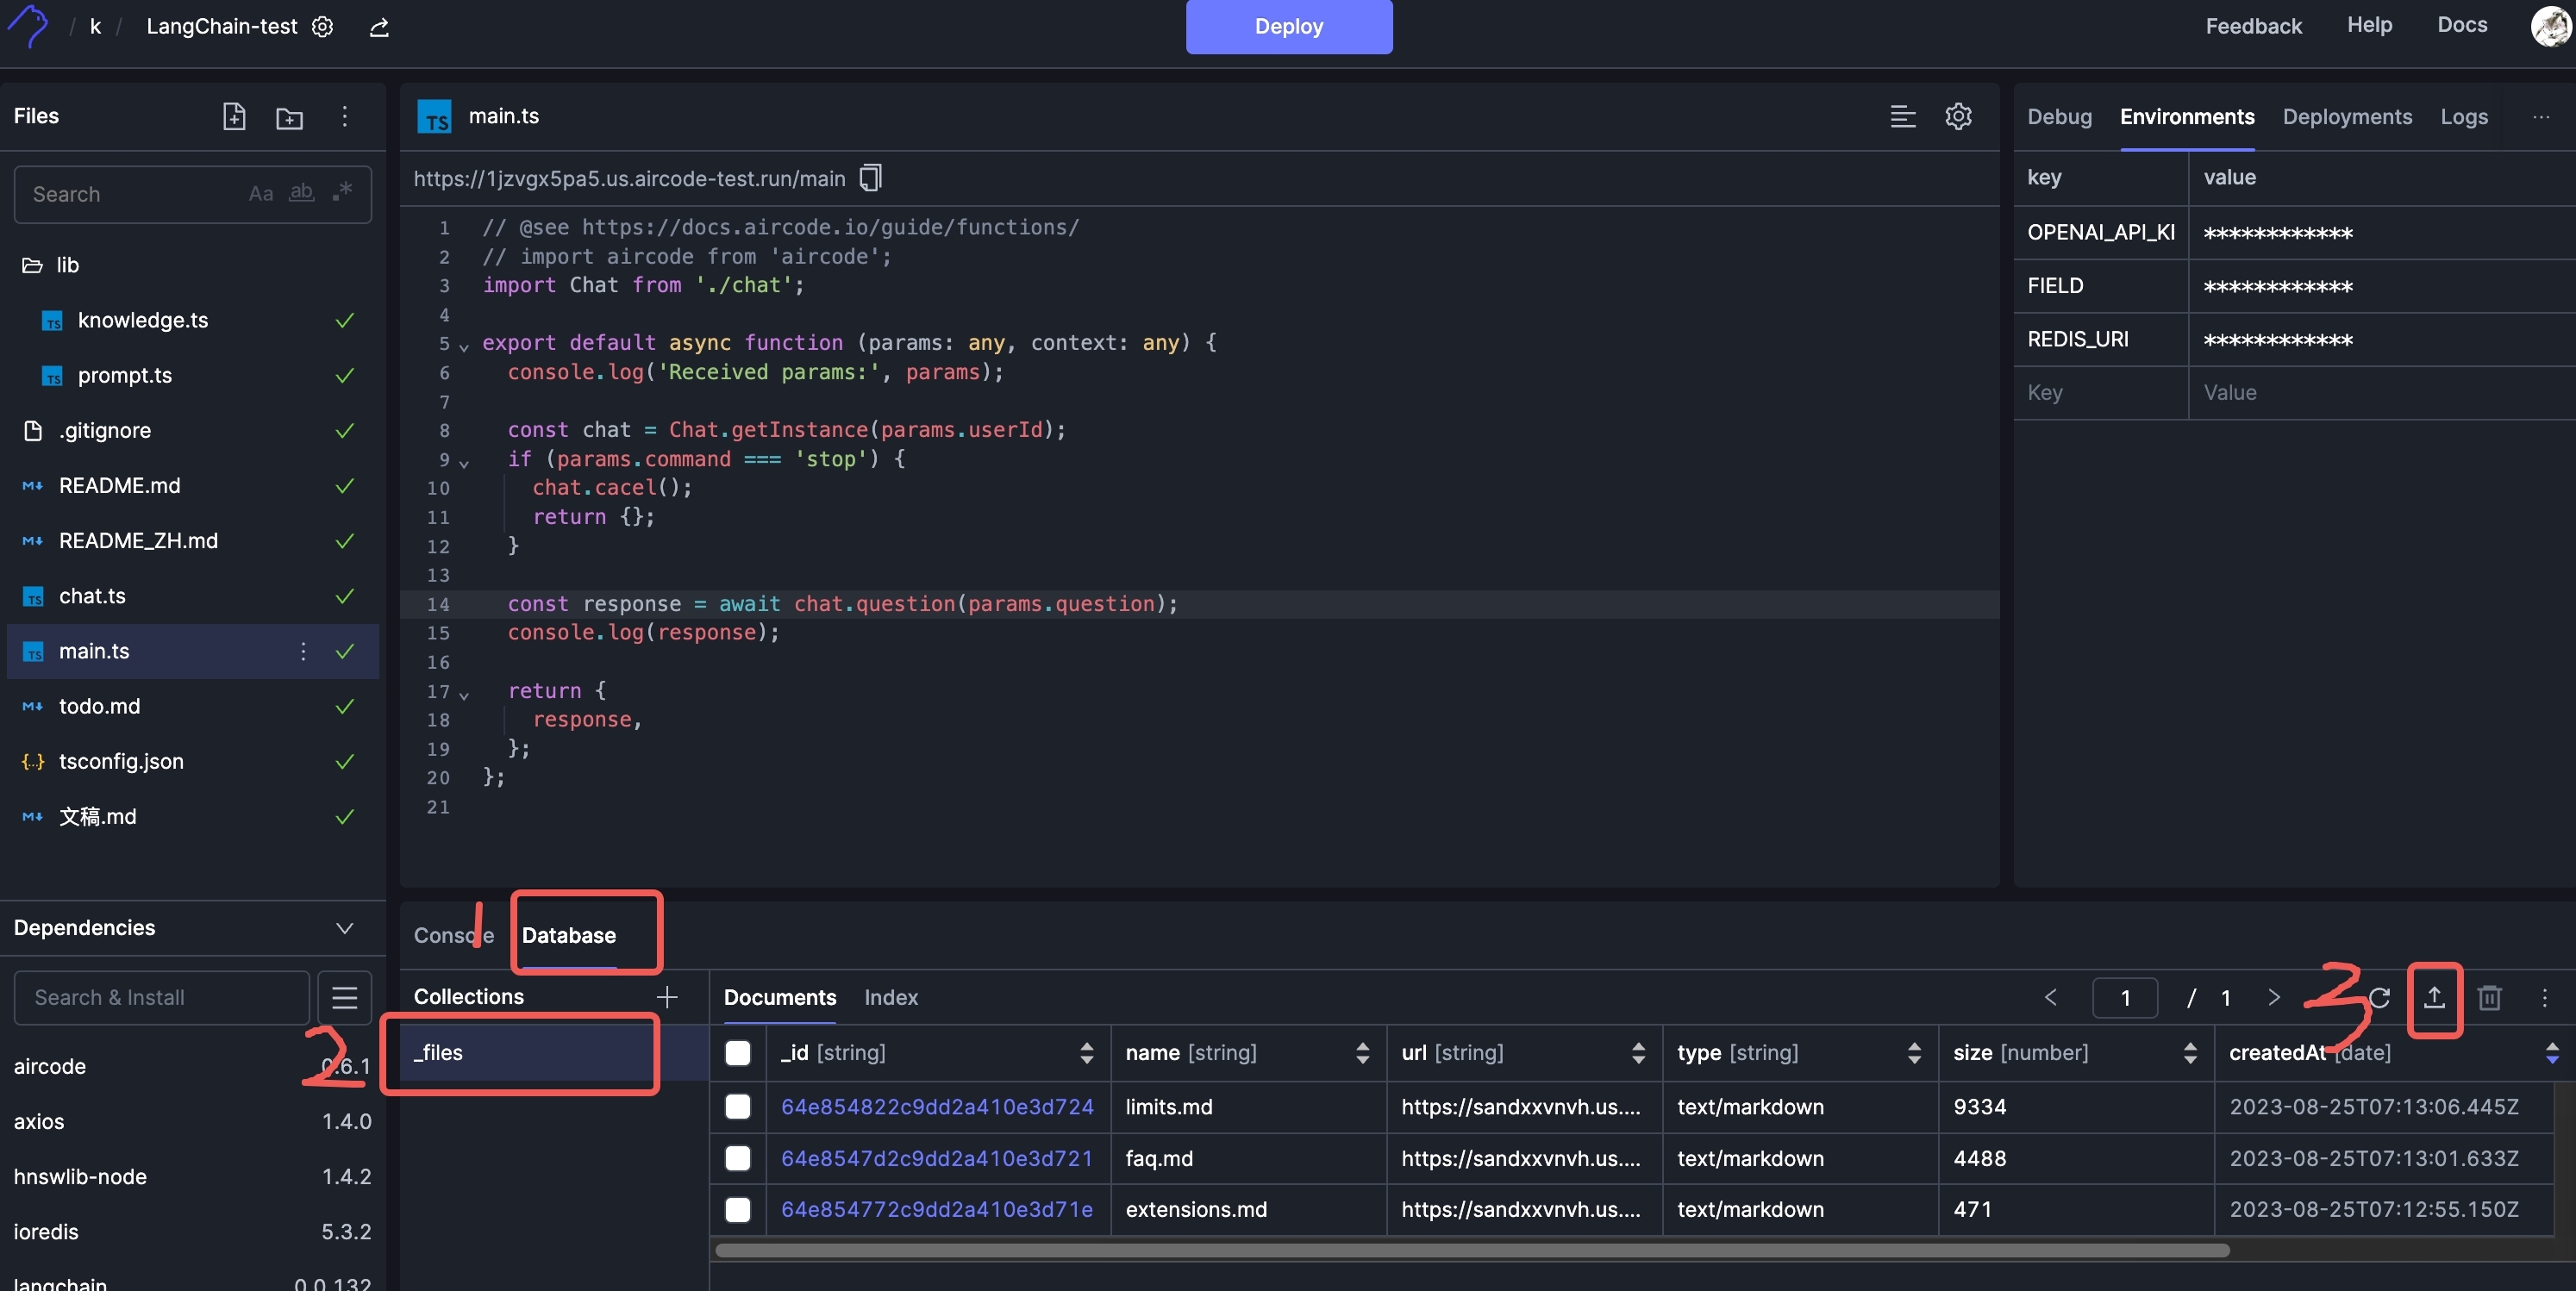 / k / LangChain-test
Deploy
Feedback Help Docs
Files
Search Aa ab .*
lib
TS knowledge.ts
TS prompt.ts
.gitignore
README.md
README_ZH.md
TS chat.ts
TS main.ts
todo.md
{...} tsconfig.json
文稿.md
Dependencies
Search & Install
aircode 0.6.1
axios 1.4.0
hnswlib-node 1.4.2
ioredis 5.3.2
langchain 0.0.132
TS main.ts
https://1jzvgx5pa5.us.aircode-test.run/main
1 // @see https://docs.aircode.io/guide/functions/
2 // import aircode from 'aircode';
3 import Chat from './chat';
4
5 export default async function (params: any, context: any) {
6 console.log('Received params:', params);
7
8 const chat = Chat.getInstance(params.userId);
9 if (params.command === 'stop') {
10 chat.cacel();
11 return {};
12 }
13
14 const response = await chat.question(params.question);
15 console.log(response);
16
17 return {
18 response,
19 };
20 };
21
Debug Environments Deployments Logs ...
key value
OPENAI_API_KI ************
FIELD ************
REDIS_URI ************
Key Value
Console 1 Database
Collections +
2 _files
Documents Index < 1 / 1 > 3
_id [string] name [string] url [string] type [string] size [number] createdAt [date]
64e854822c9dd2a410e3d724 limits.md https://sandxxvnvh.us.... text/markdown 9334 2023-08-25T07:13:06.445Z
64e8547d2c9dd2a410e3d721 faq.md https://sandxxvnvh.us.... text/markdown 4488 2023-08-25T07:13:01.633Z
64e854772c9dd2a410e3d71e extensions.md https://sandxxvnvh.us.... text/markdown 471 2023-08-25T07:12:55.150Z